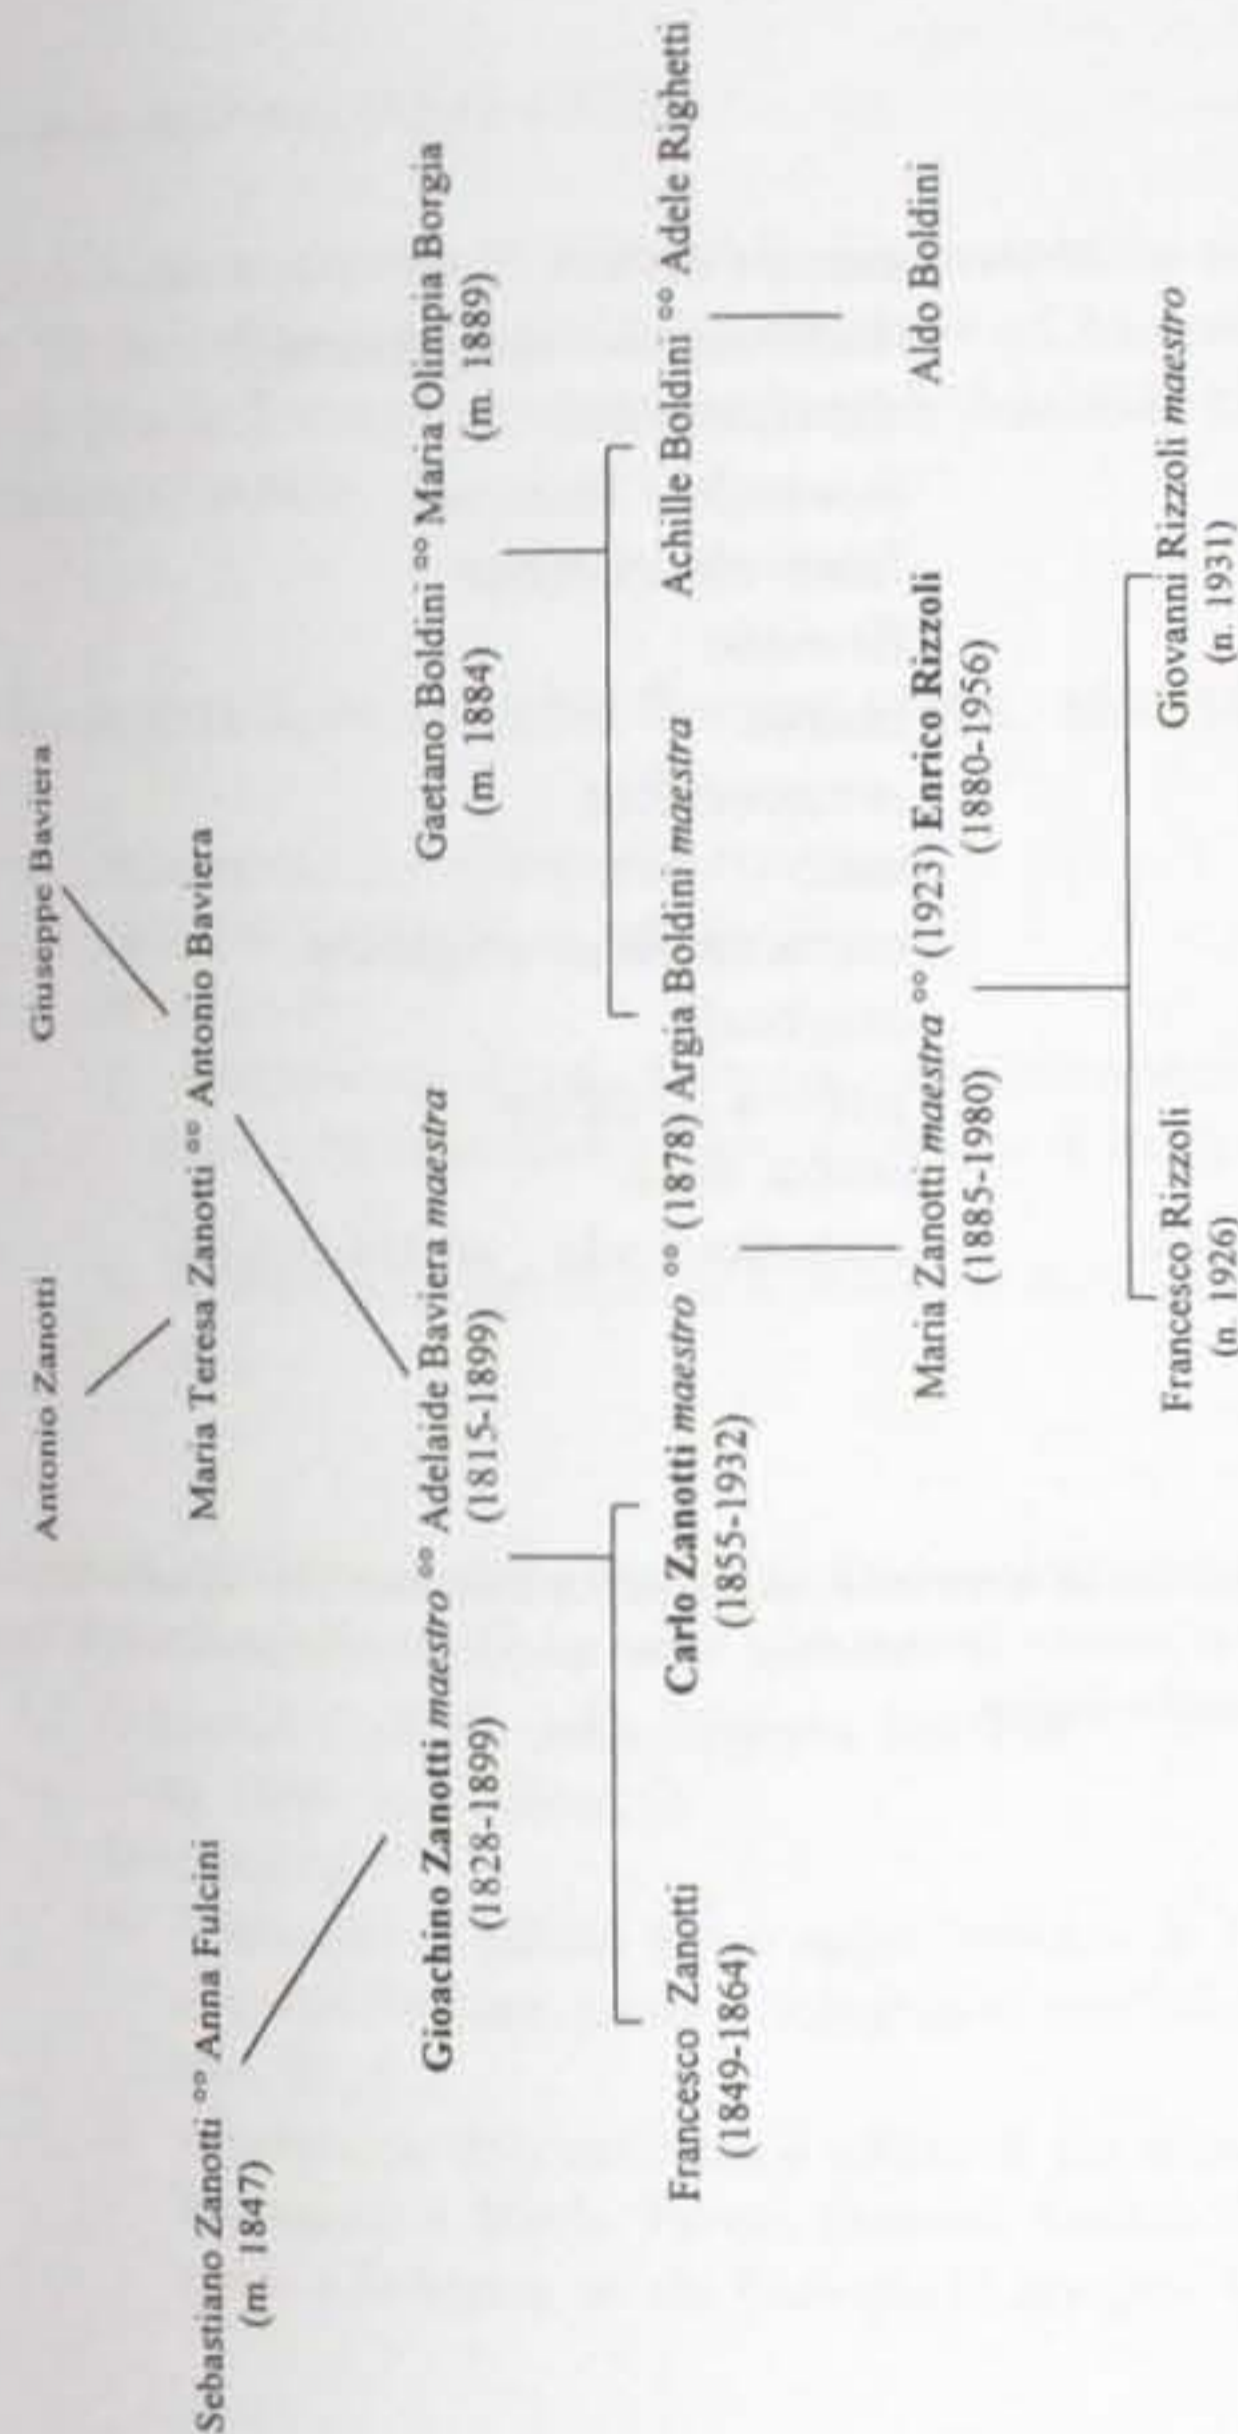 Antonio Zanotti Giuseppe Baviera
Sebastiano Zanotti °° Anna Fulcini Maria Teresa Zanotti °° Antonio Baviera
(m. 1847)
Gioachino Zanotti maestro °° Adelaide Baviera maestra Gaetano Boldini °° Maria Olimpia Borgia
(1828-1899) (1815-1899) (m. 1884) (m. 1889)
Francesco Zanotti Carlo Zanotti maestro °° (1878) Argia Boldini maestra Achille Boldini °° Adele Righetti
(1849-1864) (1855-1932)
Maria Zanotti maestra °° (1923) Enrico Rizzoli Aldo Boldini
(1885-1980) (1880-1956)
Francesco Rizzoli Giovanni Rizzoli maestro
(n. 1926) (n. 1931)